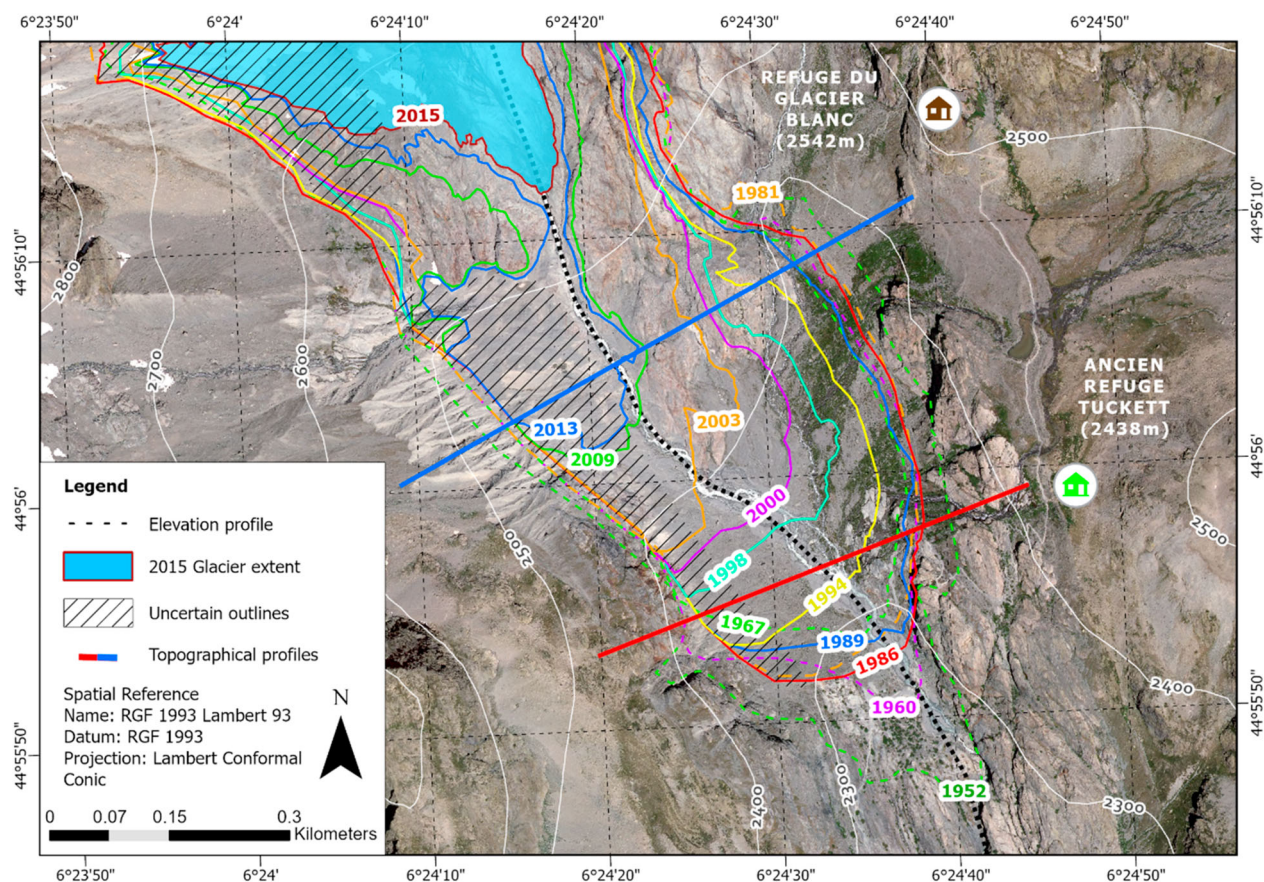 6°23'50"
6°24'
6°24'10"
6°24'20"
6°24'30"
6°24'40"
6°24'50"
REFUGE DU
GLACIER
BLANC
(2542m)
2015
2500
1981
44°56'10"
44°56'10"
2800
2700
2600
ANCIEN
REFUGE
TUCKETT
(2438m)
2003
2013
2009
44°56'
44°56'
2000
2500
2500
1998
1994
1967
1989
1986
1960
2400
44°55'50"
44°55'50"
1952
2400
2300
2300
Legend
Elevation profile
2015 Glacier extent
Uncertain outlines
Topographical profiles
Spatial Reference
Name: RGF 1993 Lambert 93
Datum: RGF 1993
Projection: Lambert Conformal
Conic
N
0 0.07 0.15 0.3
Kilometers
6°23'50"
6°24'
6°24'10"
6°24'20"
6°24'30"
6°24'40"
6°24'50"